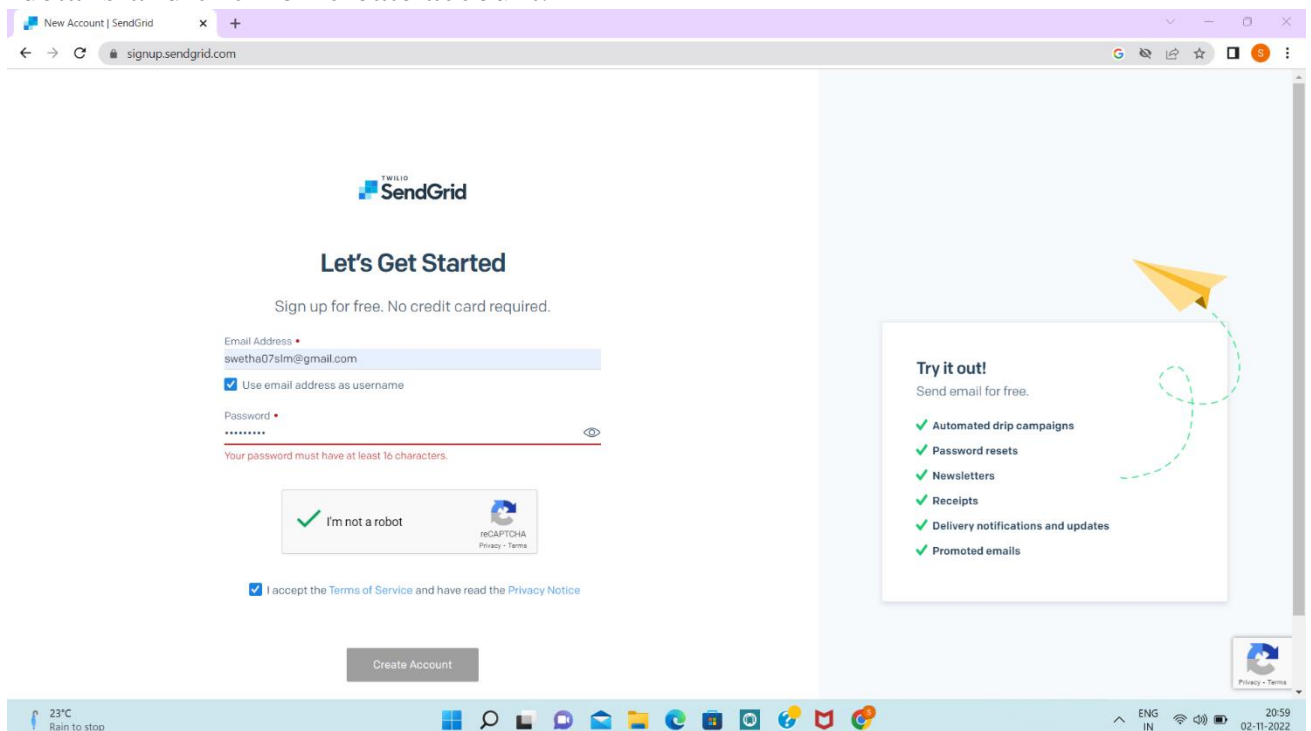 New Account | SendGrid
signup.sendgrid.com
TWILIO
SendGrid
Let's Get Started
Sign up for free. No credit card required.
Email Address •
swetha07slm@gmail.com
Use email address as username
Password •
•••••••••
Your password must have at least 16 characters.
I'm not a robot
reCAPTCHA
Privacy - Terms
I accept the Terms of Service and have read the Privacy Notice
Create Account
Try it out!
Send email for free.
Automated drip campaigns
Password resets
Newsletters
Receipts
Delivery notifications and updates
Promoted emails
Privacy - Terms
23°C
Rain to stop
ENG
IN
20:59
02-11-2022